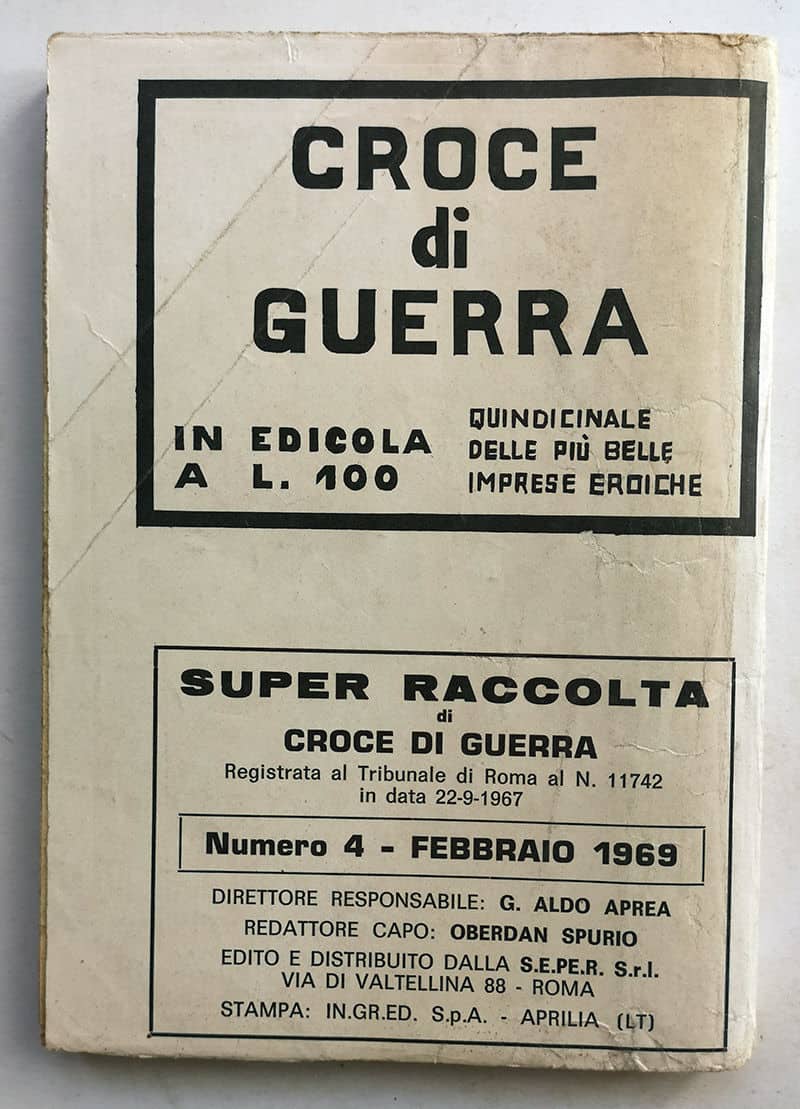 CROCE
di
GUERRA
IN EDICOLA
A L. 100
QUINDICINALE
DELLE PIÙ BELLE
IMPRESE EROICHE
SUPER RACCOLTA
di
CROCE DI GUERRA
Registrata al Tribunale di Roma al N. 11742
in data 22-9-1967
Numero 4 - FEBBRAIO 1969
DIRETTORE RESPONSABILE: G. ALDO APREA
REDATTORE CAPO: OBERDAN SPURIO
EDITO E DISTRIBUITO DALLA S.E.PE.R. S.r.l.
VIA DI VALTELLINA 88 - ROMA
STAMPA: IN.GR.ED. S.p.A. - APRILIA (LT)